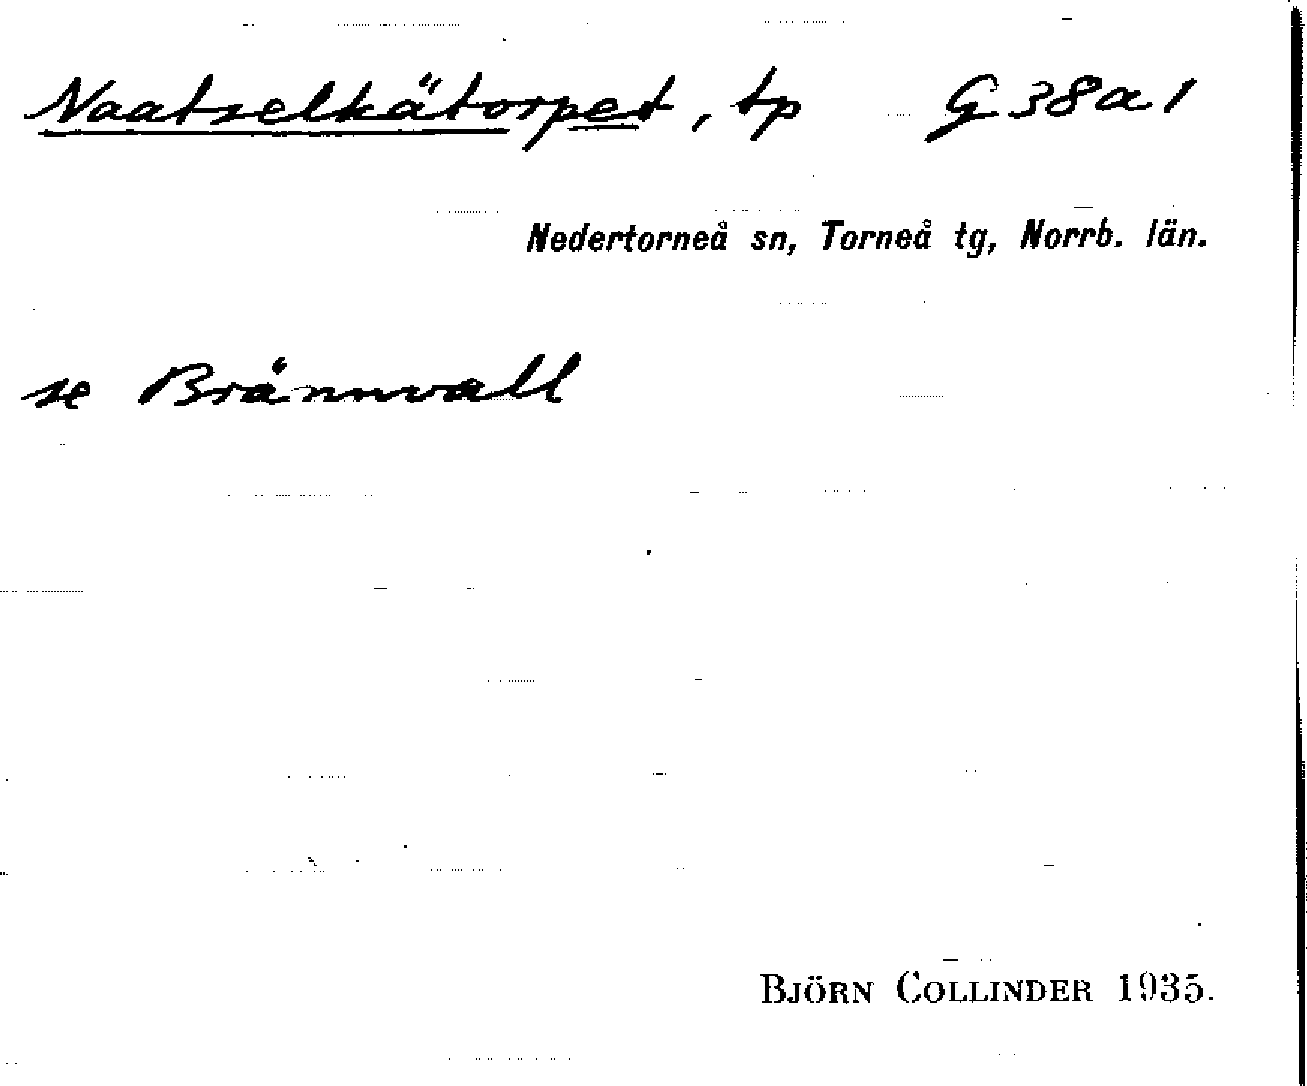 Naatselkätorpet, tp G 38 a 1
Nedertorneå sn, Torneå tg, Norrb. län.
se Brännvall
BJÖRN COLLINDER 1935.